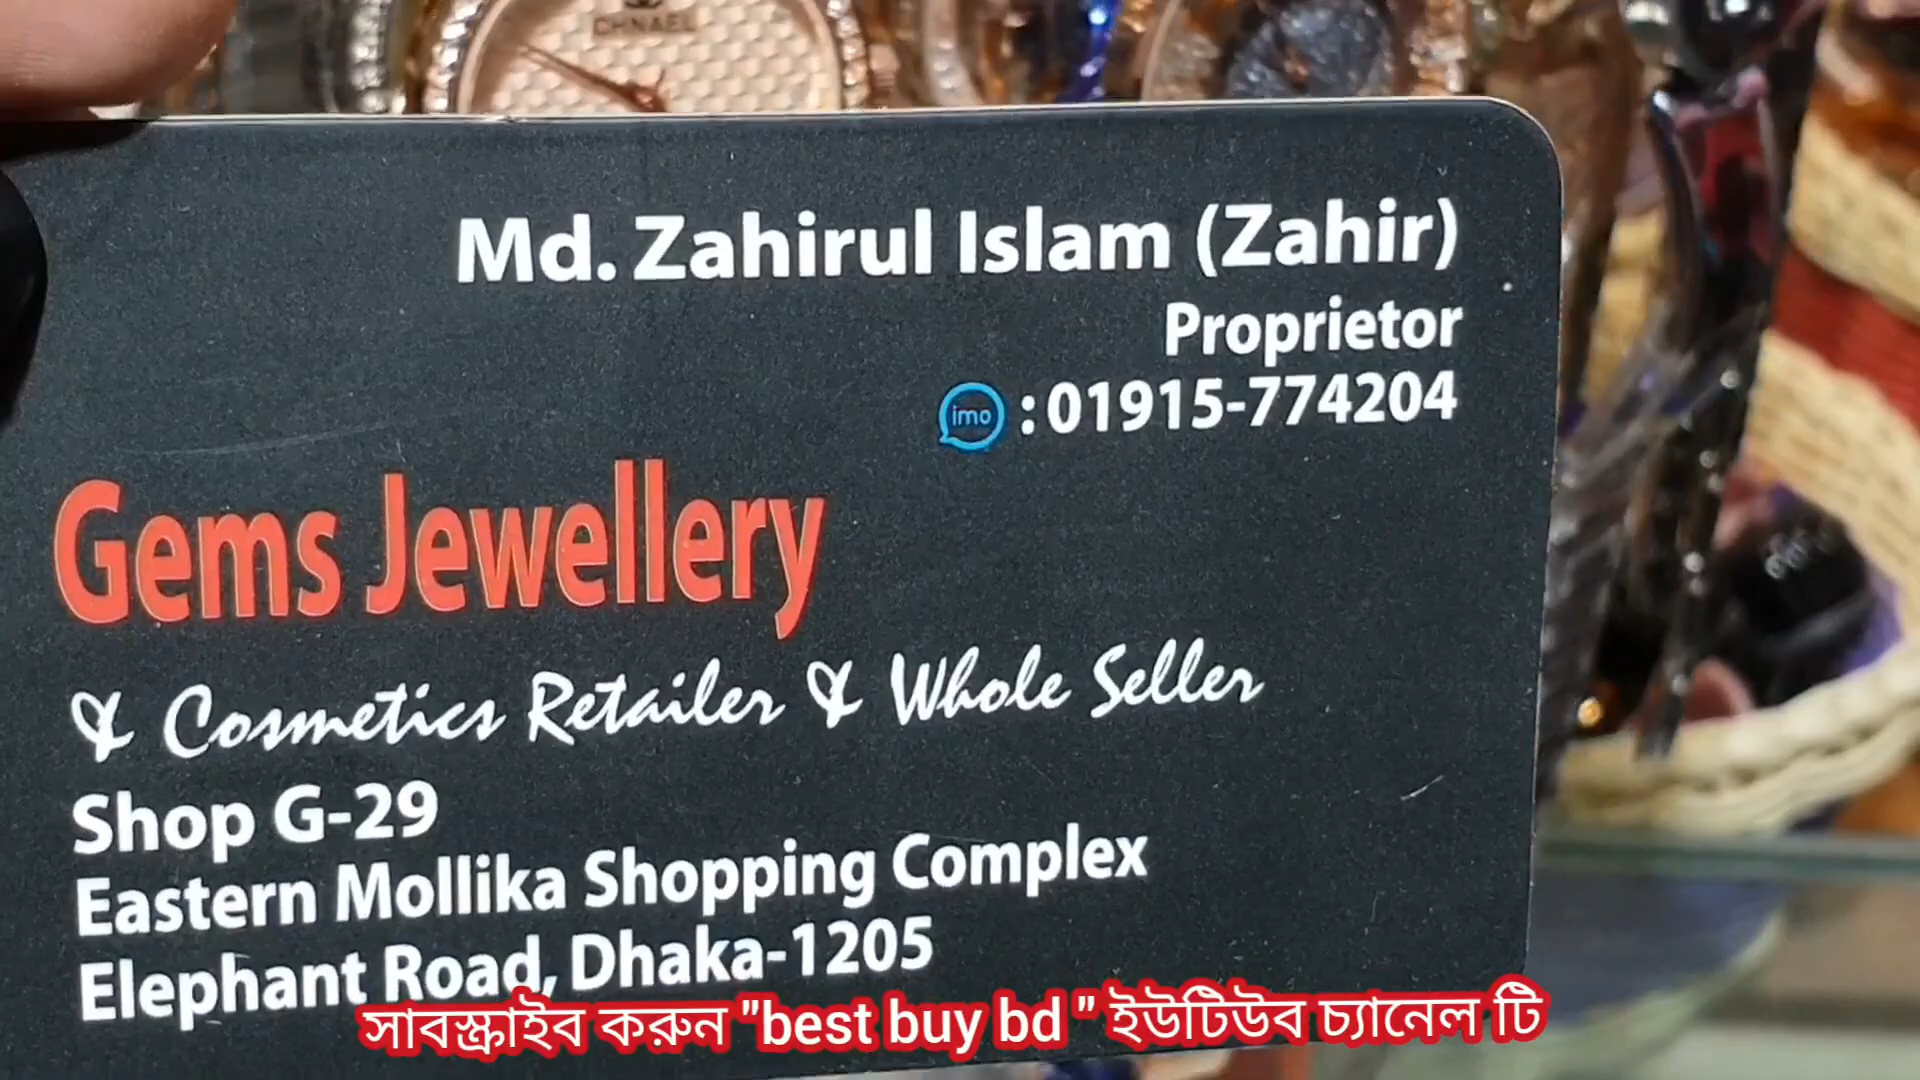 CHNAEL
Md. Zahirul Islam (Zahir)
Proprietor
imo : 01915-774204
Gems Jewellery
& Cosmetics Retailer & Whole Seller
Shop G-29
Eastern Mollika Shopping Complex
Elephant Road, Dhaka-1205
সাবস্ক্রাইব করুন "best buy bd " ইউটিউব চ্যানেল টি